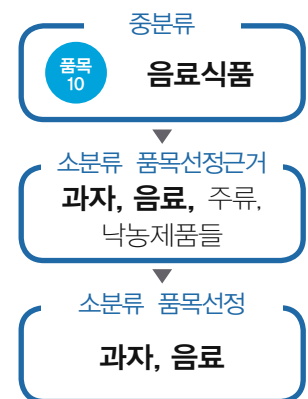 중분류
품목
10
음료식품
소분류 품목선정근거
과자, 음료, 주류,
낙농제품들
소분류 품목선정
과자, 음료